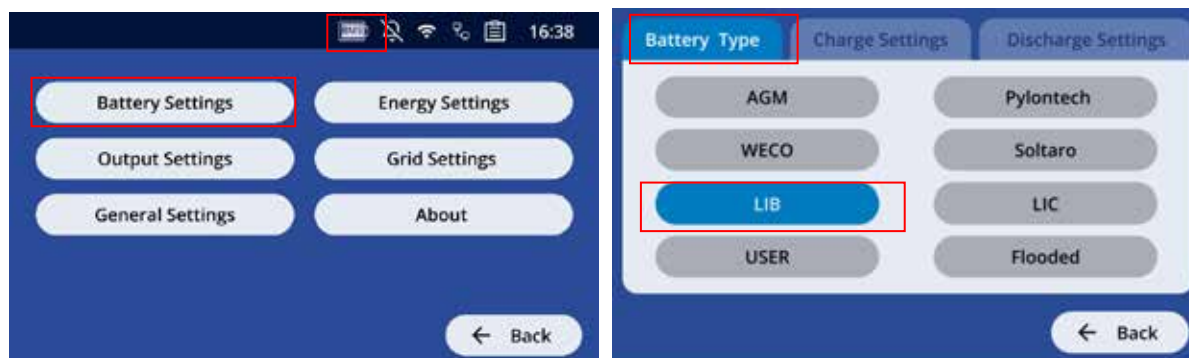 16:38
Battery Settings
Energy Settings
Output Settings
Grid Settings
General Settings
About
← Back
Battery Type
Charge Settings
Discharge Settings
AGM
Pylontech
WECO
Soltaro
LIB
LIC
USER
Flooded
← Back